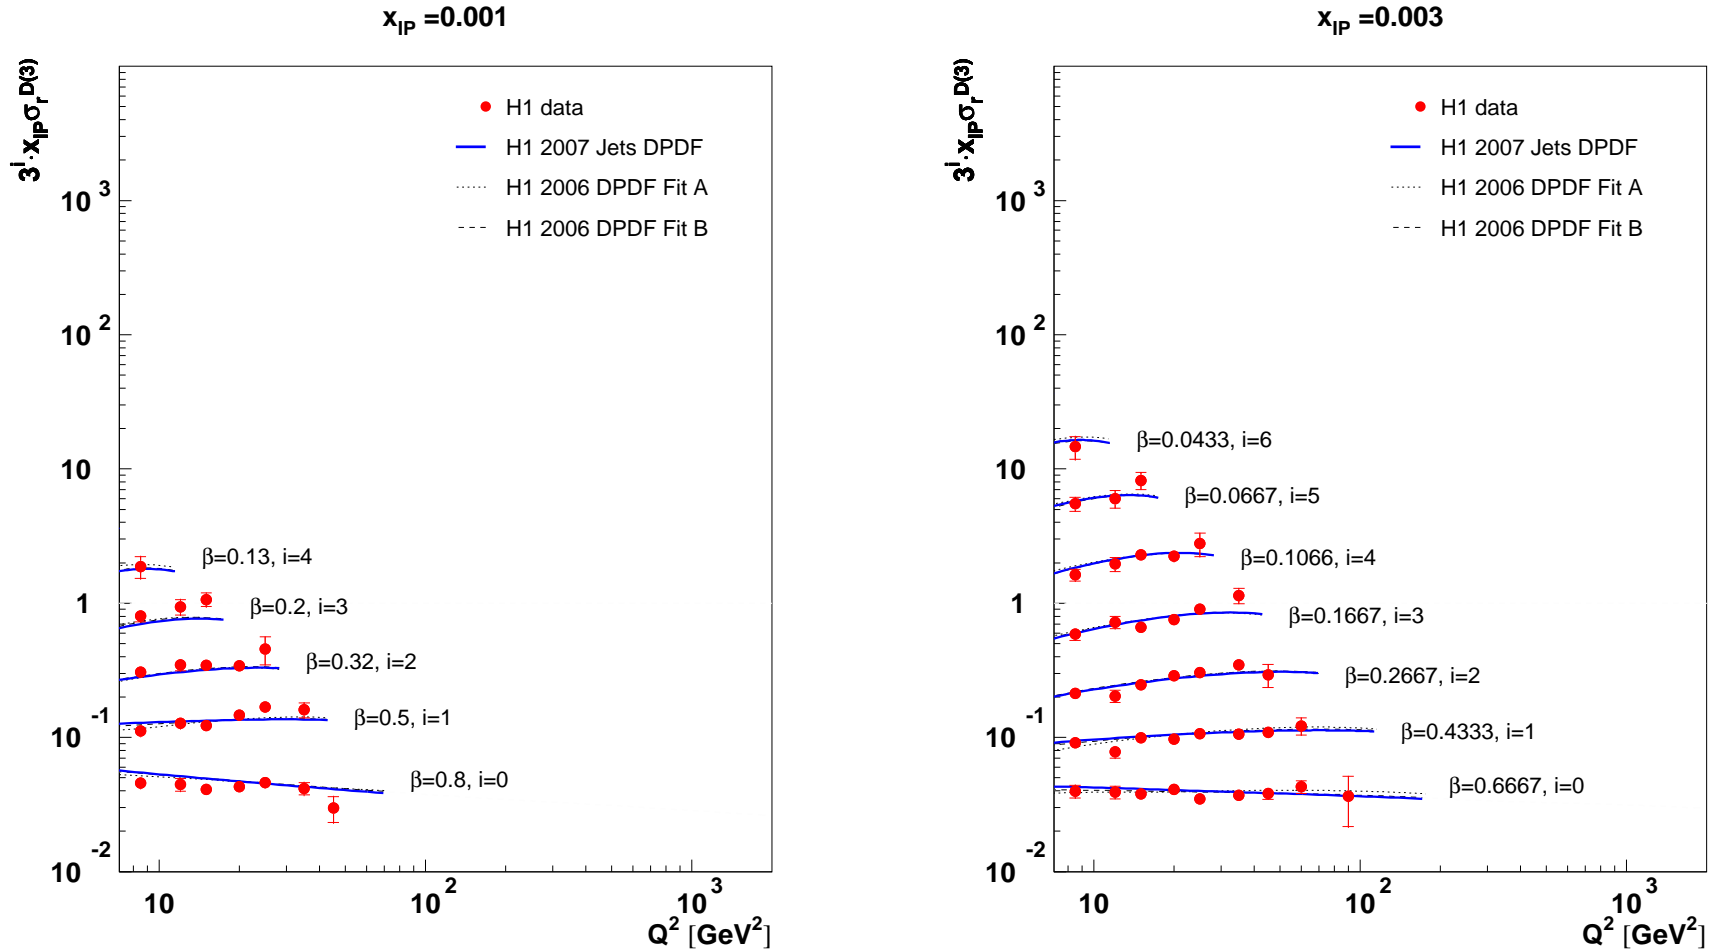 x_IP =0.001
3^i·x_IP σ_r^D(3)
H1 data
H1 2007 Jets DPDF
H1 2006 DPDF Fit A
H1 2006 DPDF Fit B
10^3
10^2
10
1
10^-1
10^-2
β=0.13, i=4
β=0.2, i=3
β=0.32, i=2
β=0.5, i=1
β=0.8, i=0
10
10^2
10^3
Q^2 [GeV^2]
x_IP =0.003
3^i·x_IP σ_r^D(3)
H1 data
H1 2007 Jets DPDF
H1 2006 DPDF Fit A
H1 2006 DPDF Fit B
10^3
10^2
10
1
10^-1
10^-2
β=0.0433, i=6
β=0.0667, i=5
β=0.1066, i=4
β=0.1667, i=3
β=0.2667, i=2
β=0.4333, i=1
β=0.6667, i=0
10
10^2
10^3
Q^2 [GeV^2]